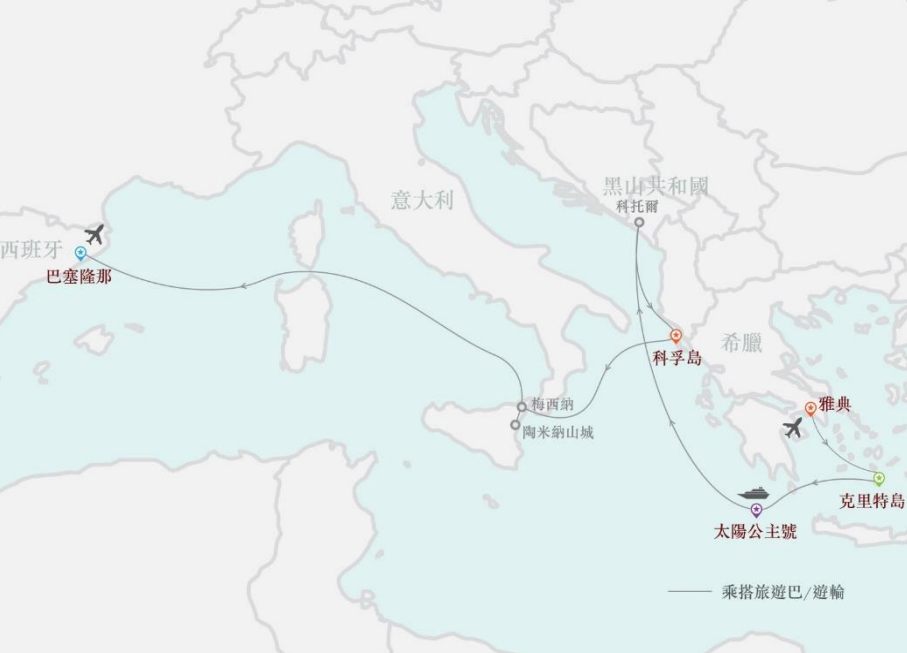 黑山共和國
意大利
科托爾
西班牙
巴塞隆那
希臘
科孚島
梅西納
雅典
陶米納山城
克里特島
太陽公主號
乘搭旅遊巴/遊輪